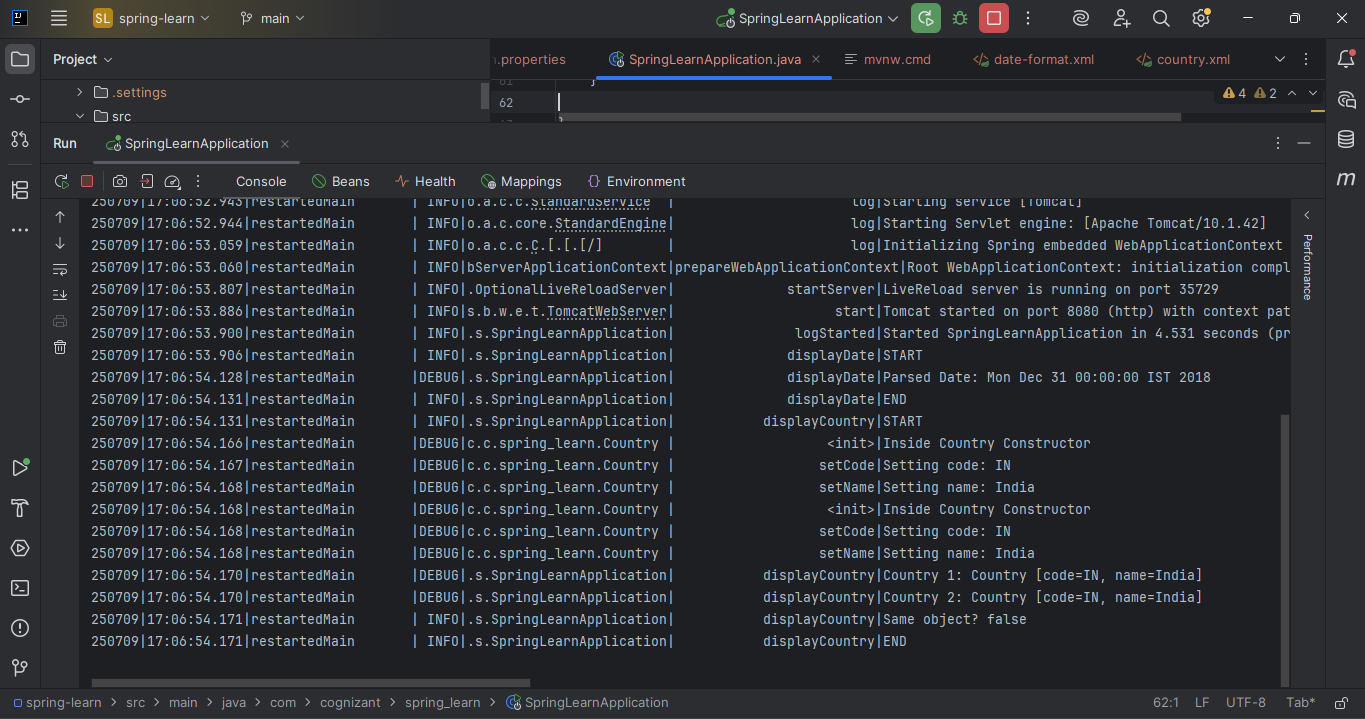 SL spring-learn main SpringLearnApplication
Project
.settings
src
.properties SpringLearnApplication.java mvnw.cmd date-format.xml country.xml
61 }
62
4 2
Run SpringLearnApplication
Console Beans Health Mappings Environment
250709|17:06:52.943|restartedMain | INFO|o.a.c.c.StandardService | log|Starting service [Tomcat]
250709|17:06:52.944|restartedMain | INFO|o.a.c.core.StandardEngine| log|Starting Servlet engine: [Apache Tomcat/10.1.42]
250709|17:06:53.059|restartedMain | INFO|o.a.c.c.C.[.[.[/] | log|Initializing Spring embedded WebApplicationContext
250709|17:06:53.060|restartedMain | INFO|bServerApplicationContext|prepareWebApplicationContext|Root WebApplicationContext: initialization compl
250709|17:06:53.807|restartedMain | INFO|.OptionalLiveReloadServer| startServer|LiveReload server is running on port 35729
250709|17:06:53.886|restartedMain | INFO|s.b.w.e.t.TomcatWebServer| start|Tomcat started on port 8080 (http) with context pat
250709|17:06:53.900|restartedMain | INFO|.s.SpringLearnApplication| logStarted|Started SpringLearnApplication in 4.531 seconds (pr
250709|17:06:53.906|restartedMain | INFO|.s.SpringLearnApplication| displayDate|START
250709|17:06:54.128|restartedMain |DEBUG|.s.SpringLearnApplication| displayDate|Parsed Date: Mon Dec 31 00:00:00 IST 2018
250709|17:06:54.131|restartedMain | INFO|.s.SpringLearnApplication| displayDate|END
250709|17:06:54.131|restartedMain | INFO|.s.SpringLearnApplication| displayCountry|START
250709|17:06:54.166|restartedMain |DEBUG|c.c.spring_learn.Country | <init>|Inside Country Constructor
250709|17:06:54.167|restartedMain |DEBUG|c.c.spring_learn.Country | setCode|Setting code: IN
250709|17:06:54.168|restartedMain |DEBUG|c.c.spring_learn.Country | setName|Setting name: India
250709|17:06:54.168|restartedMain |DEBUG|c.c.spring_learn.Country | <init>|Inside Country Constructor
250709|17:06:54.168|restartedMain |DEBUG|c.c.spring_learn.Country | setCode|Setting code: IN
250709|17:06:54.168|restartedMain |DEBUG|c.c.spring_learn.Country | setName|Setting name: India
250709|17:06:54.170|restartedMain |DEBUG|.s.SpringLearnApplication| displayCountry|Country 1: Country [code=IN, name=India]
250709|17:06:54.170|restartedMain |DEBUG|.s.SpringLearnApplication| displayCountry|Country 2: Country [code=IN, name=India]
250709|17:06:54.171|restartedMain | INFO|.s.SpringLearnApplication| displayCountry|Same object? false
250709|17:06:54.171|restartedMain | INFO|.s.SpringLearnApplication| displayCountry|END
Performance
spring-learn > src > main > java > com > cognizant > spring_learn > SpringLearnApplication 62:1 LF UTF-8 Tab*